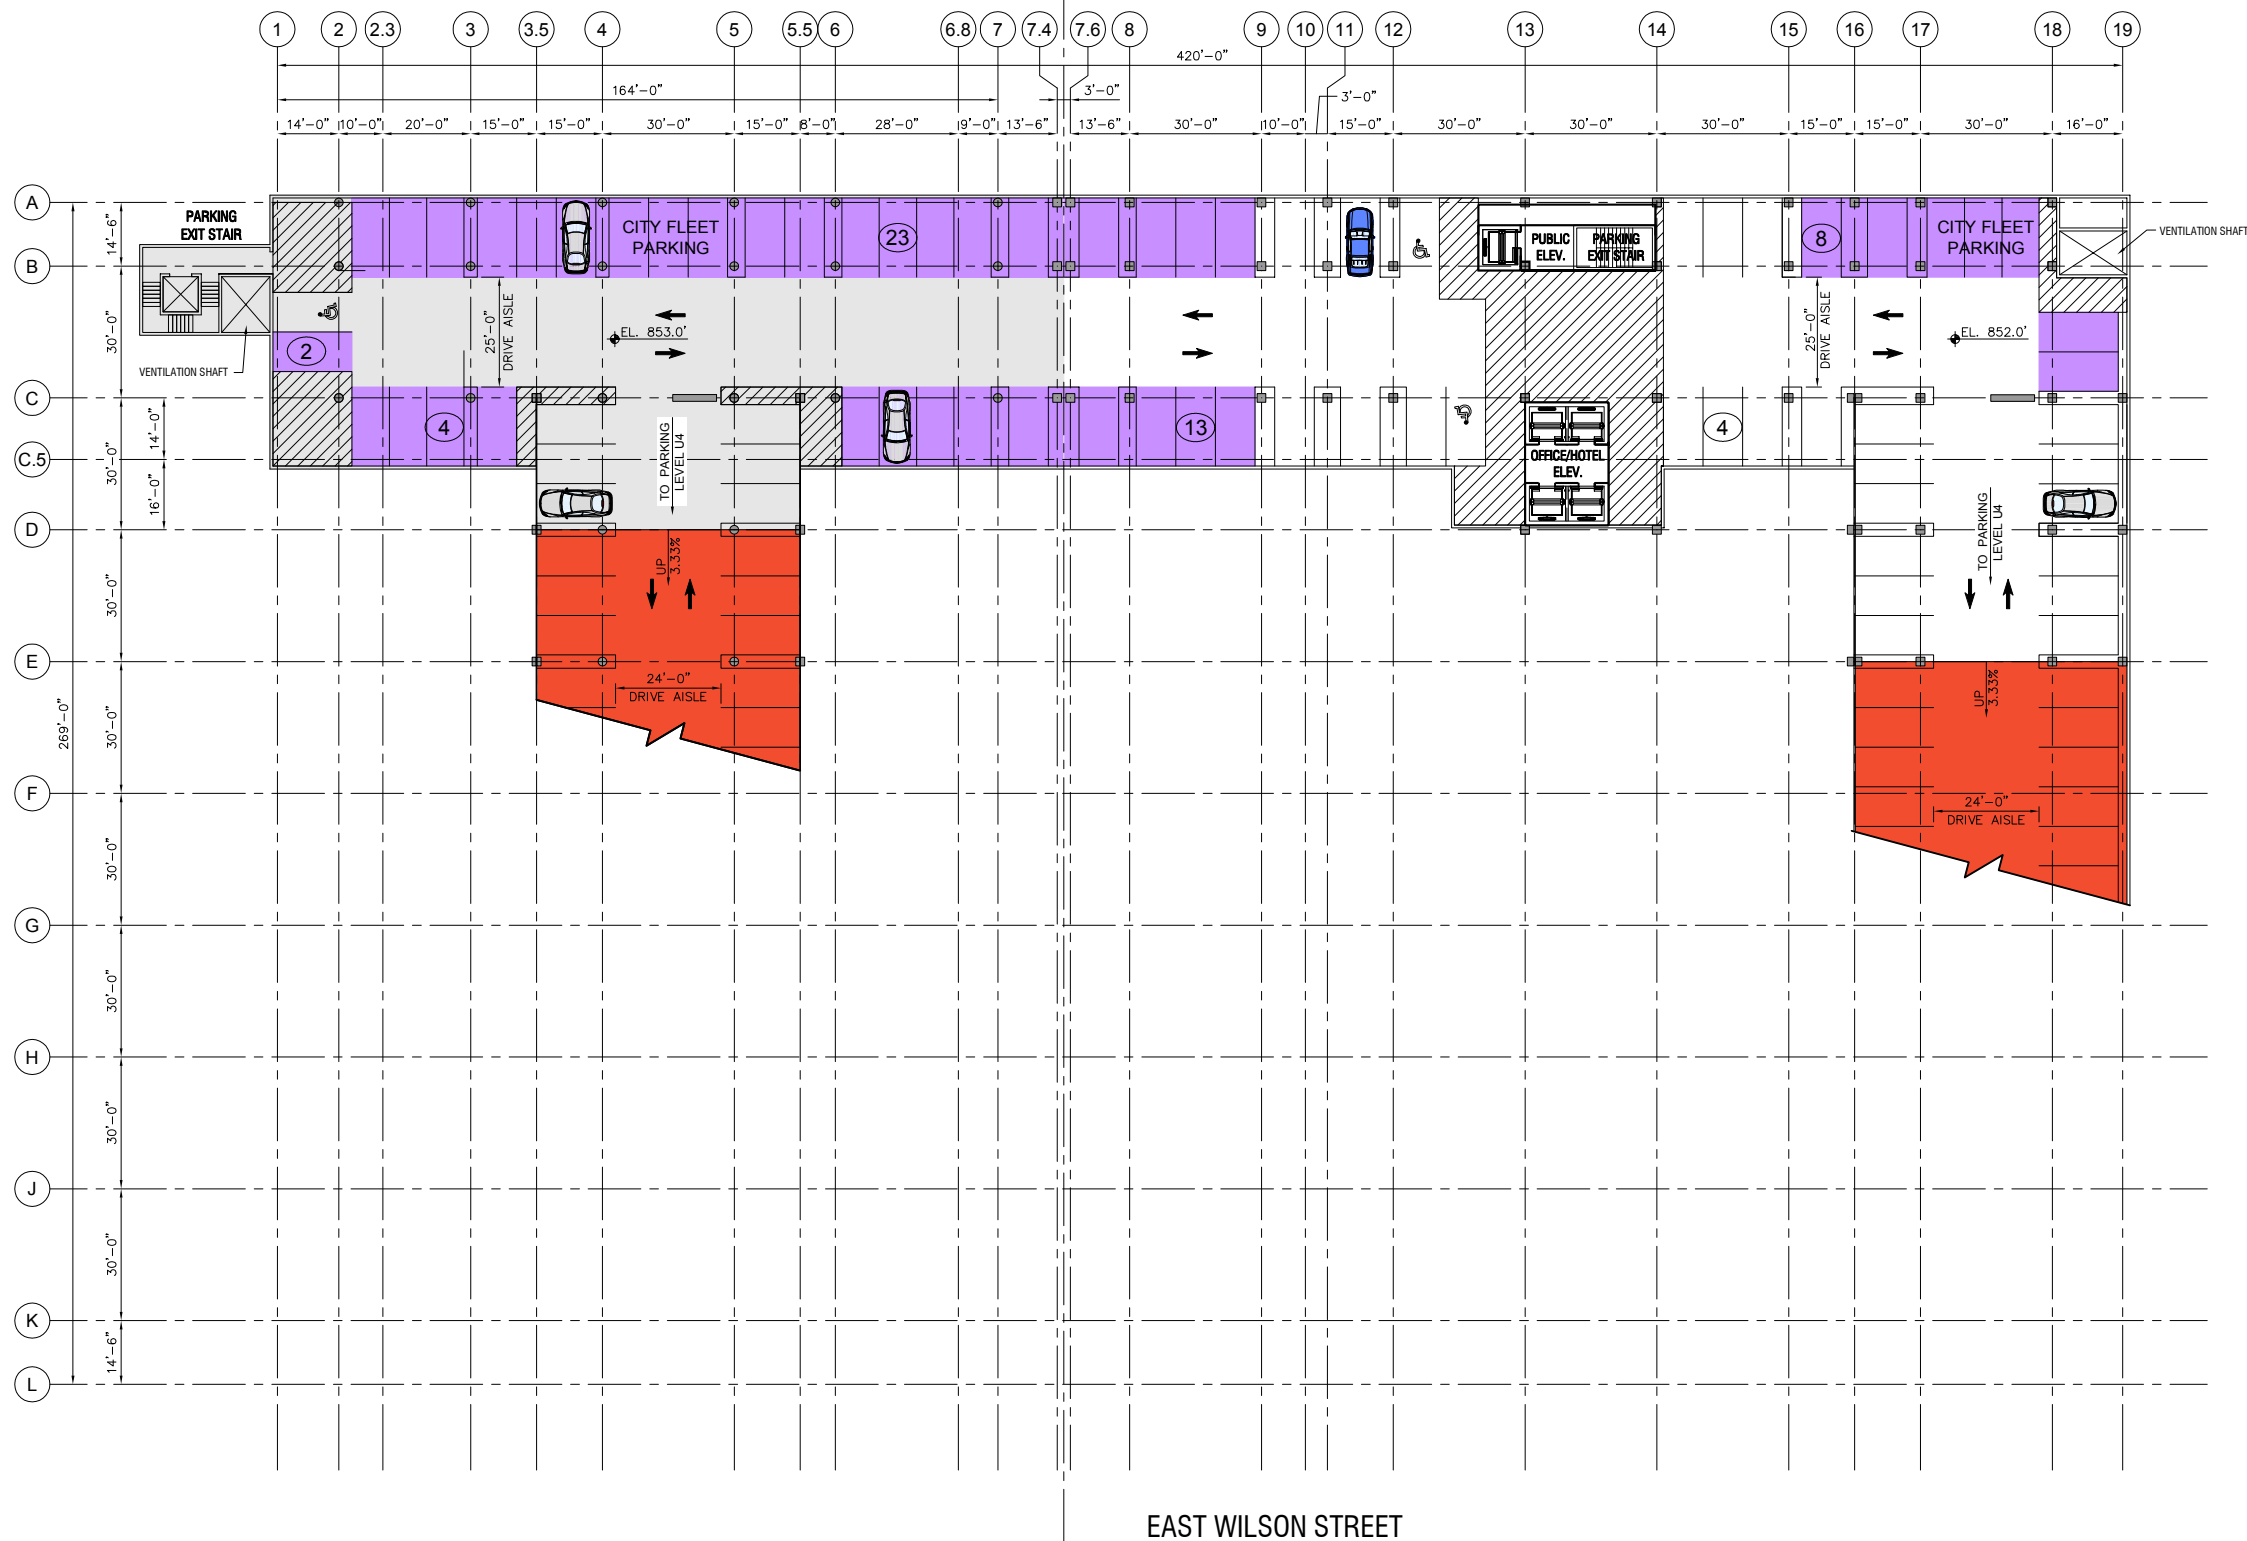 1 2 2.3 3 3.5 4 5 5.5 6 6.8 7 7.4 7.6 8 9 10 11 12 13 14 15 16 17 18 19
420'-0"
164'-0" 3'-0" 3'-0"
14'-0" 10'-0" 20'-0" 15'-0" 15'-0" 30'-0" 15'-0" 8'-0" 28'-0" 9'-0" 13'-6" 13'-6" 30'-0" 10'-0" 15'-0" 30'-0" 30'-0" 30'-0" 15'-0" 15'-0" 30'-0" 16'-0"
A
B
C
C.5
D
E
F
G
H
J
K
L
269'-0"
14'-6"
30'-0"
30'-0"
14'-0"
16'-0"
30'-0"
30'-0"
30'-0"
30'-0"
30'-0"
30'-0"
14'-6"
PARKING
EXIT STAIR
VENTILATION SHAFT
CITY FLEET
PARKING
23
2
4
25'-0"
DRIVE AISLE
EL. 853.0'
TO PARKING
LEVEL U4
UP
3.33%
24'-0"
DRIVE AISLE
13
PUBLIC
ELEV.
PARKING
EXIT STAIR
OFFICE/HOTEL
ELEV.
4
8
CITY FLEET
PARKING
VENTILATION SHAFT
25'-0"
DRIVE AISLE
EL. 852.0'
TO PARKING
LEVEL U4
UP
3.33%
24'-0"
DRIVE AISLE
EAST WILSON STREET